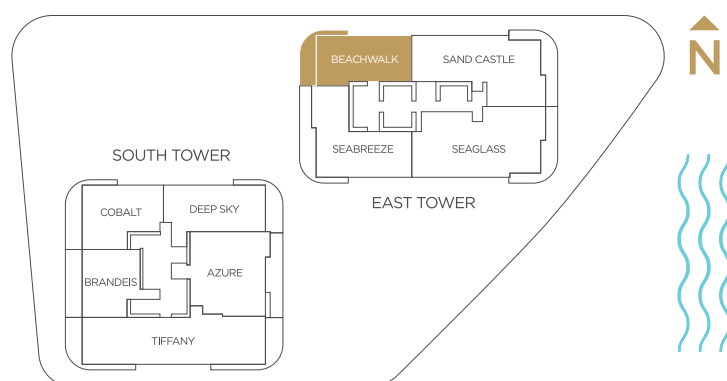 N
BEACHWALK
SAND CASTLE
SEABREEZE
SEAGLASS
EAST TOWER
SOUTH TOWER
COBALT
DEEP SKY
BRANDEIS
AZURE
TIFFANY